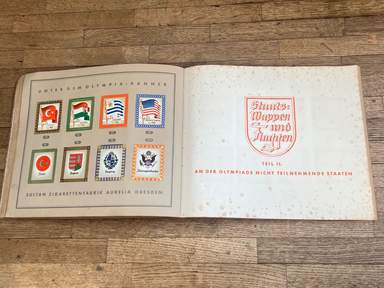 UNTER DEM OLYMPIA-BANNER
SULTAN ZIGARETTENFABRIK AURELIA DRESDEN
Staats-
Wappen
und
Flaggen
TEIL II.
AN DER OLYMPIADE NICHT TEILNEHMENDE STAATEN